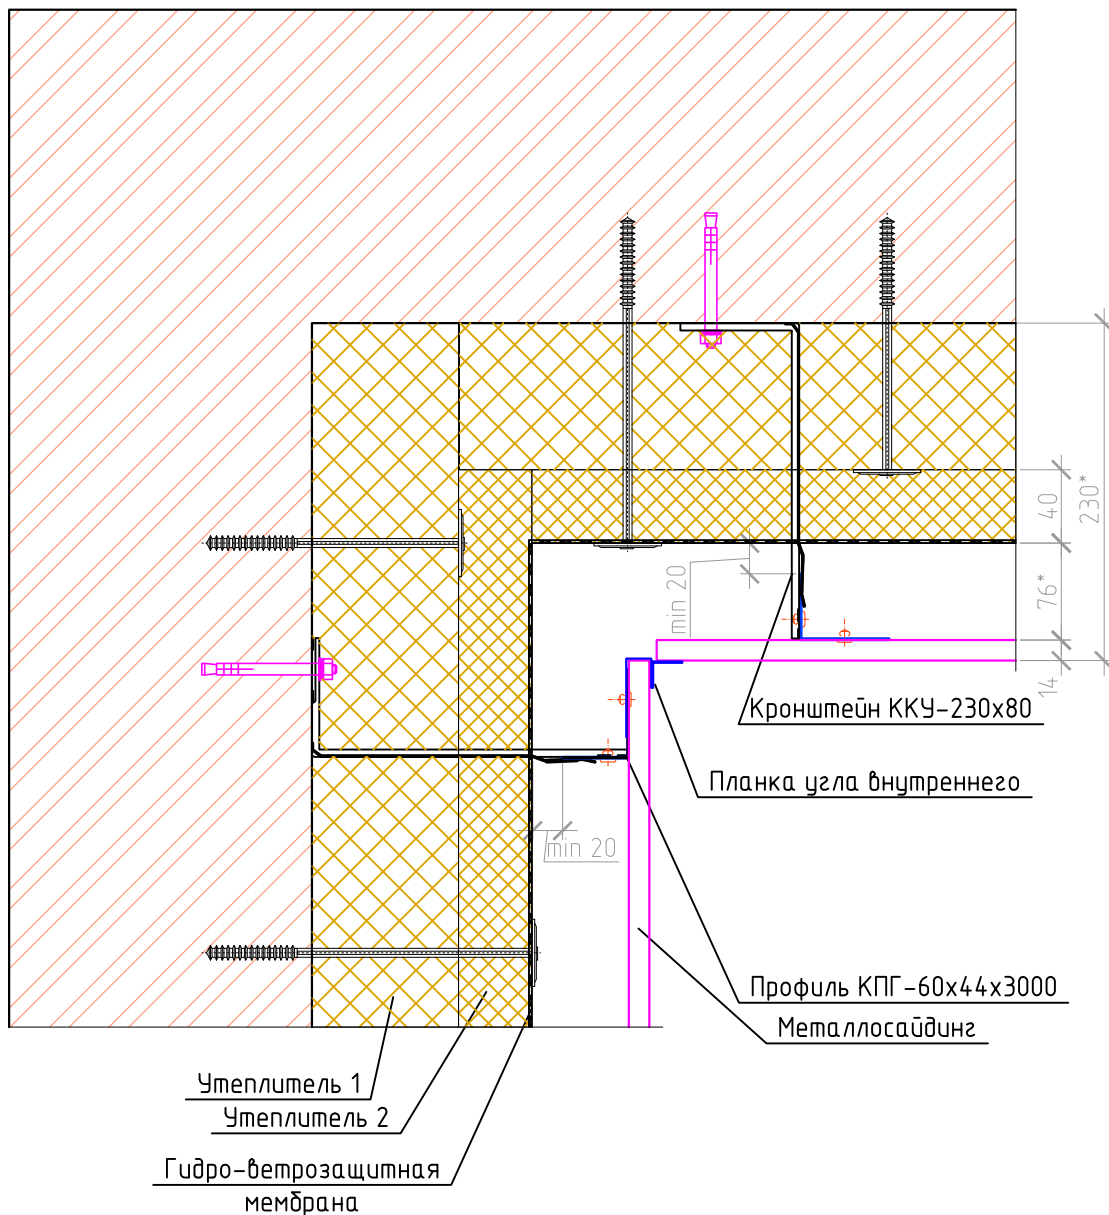 40
230*
76*
min 20
14
Кронштейн ККУ-230х80
Планка угла внутреннего
min 20
Профиль КПГ-60х44х3000
Металлосайдинг
Утеплитель 1
Утеплитель 2
Гидро-ветрозащитная
мембрана